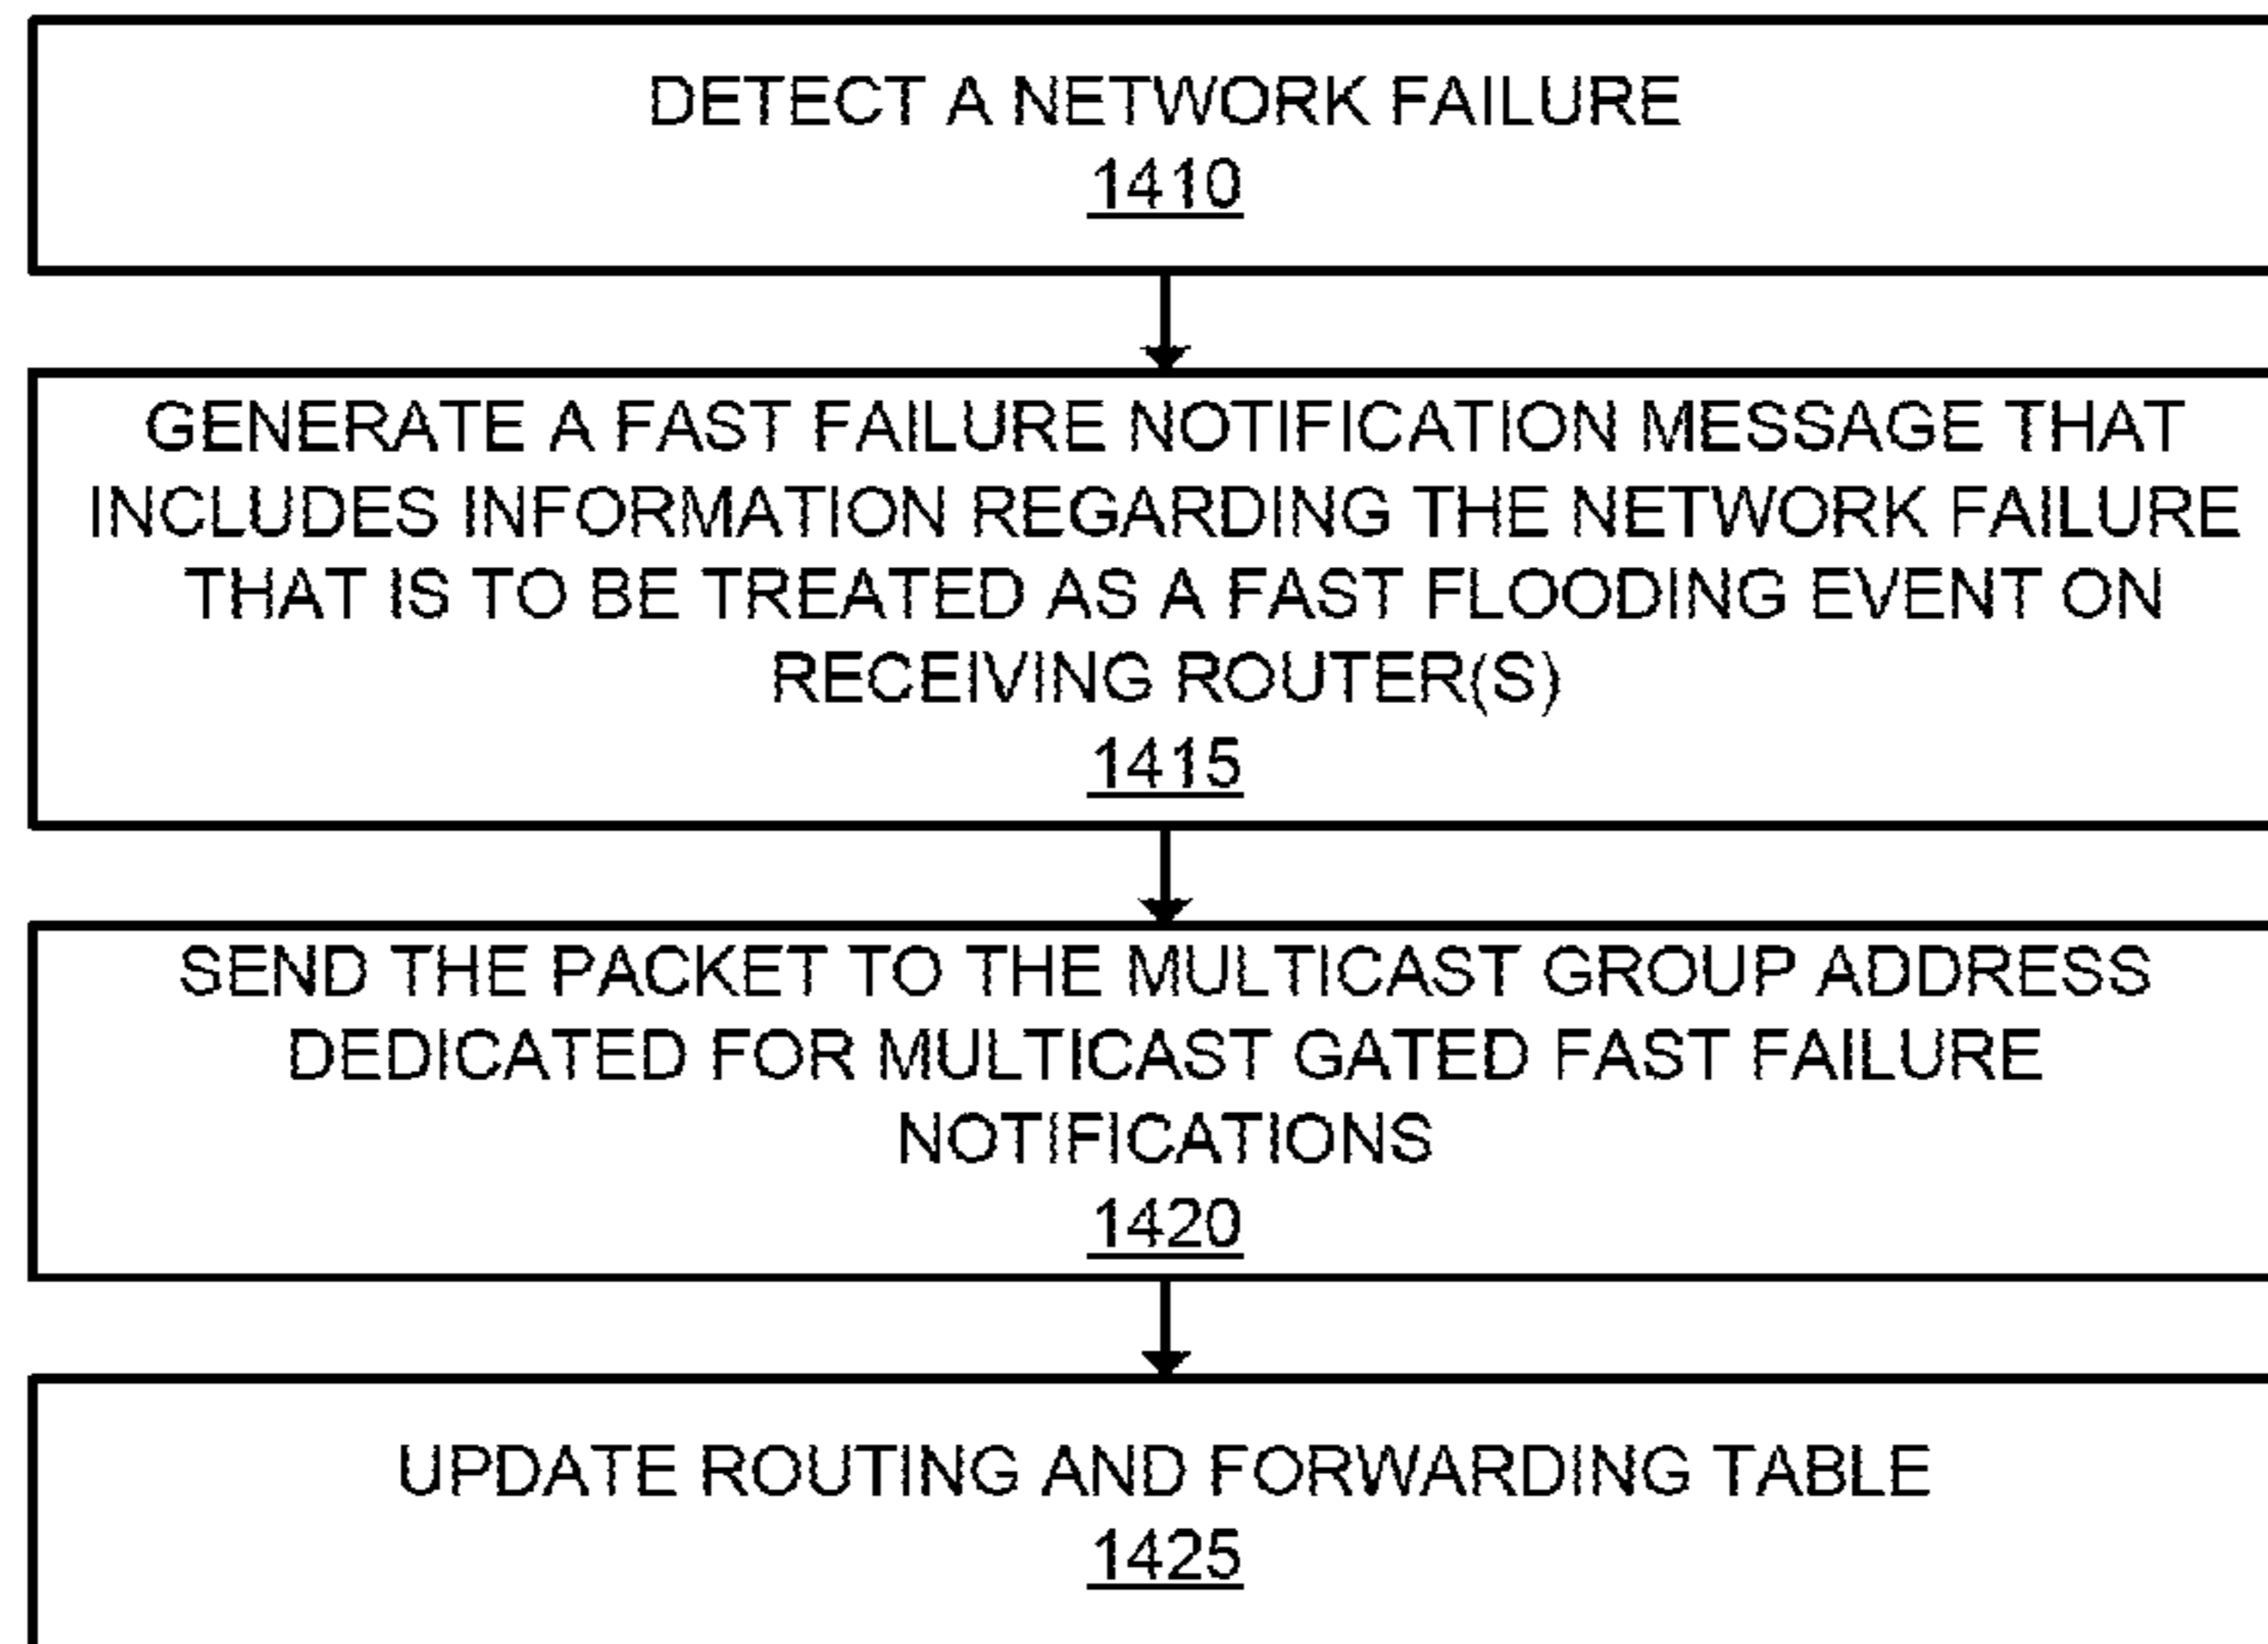 DETECT A NETWORK FAILURE
1410
GENERATE A FAST FAILURE NOTIFICATION MESSAGE THAT
INCLUDES INFORMATION REGARDING THE NETWORK FAILURE
THAT IS TO BE TREATED AS A FAST FLOODING EVENT ON
RECEIVING ROUTER(S)
1415
SEND THE PACKET TO THE MULTICAST GROUP ADDRESS
DEDICATED FOR MULTICAST GATED FAST FAILURE
NOTIFICATIONS
1420
UPDATE ROUTING AND FORWARDING TABLE
1425